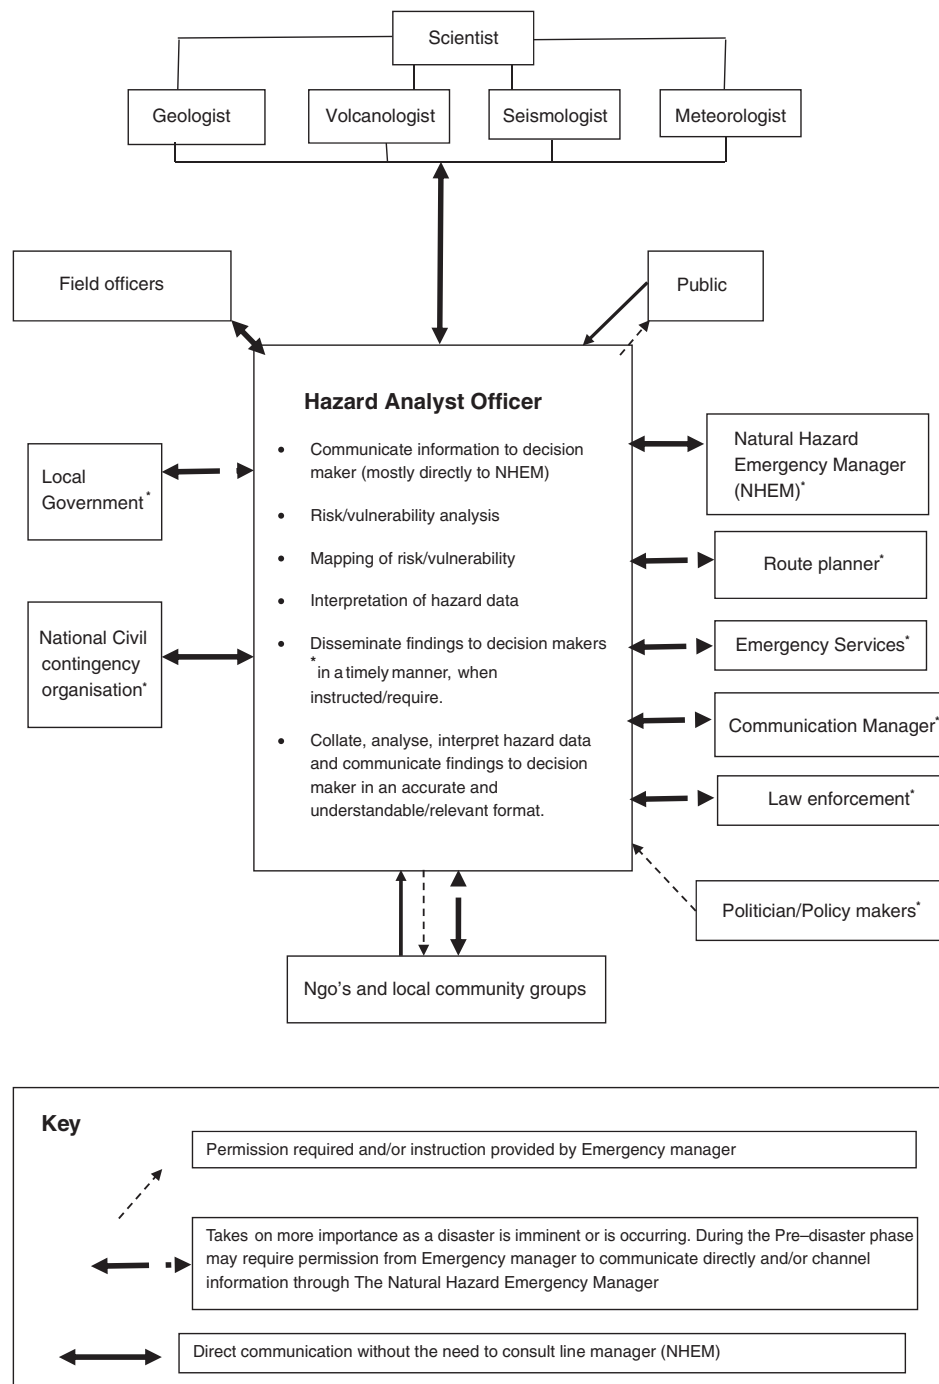 Scientist
Geologist
Volcanologist
Seismologist
Meteorologist
Field officers
Public
Hazard Analyst Officer
• Communicate information to decision
maker (mostly directly to NHEM)
• Risk/vulnerability analysis
• Mapping of risk/vulnerability
• Interpretation of hazard data
• Disseminate findings to decision makers
* in a timely manner, when
instructed/require.
• Collate, analyse, interpret hazard data
and communicate findings to decision
maker in an accurate and
understandable/relevant format.
Local
Government*
National Civil
contingency
organisation*
Natural Hazard
Emergency Manager
(NHEM)*
Route planner*
Emergency Services*
Communication Manager*
Law enforcement*
Politician/Policy makers*
Ngo's and local community groups
Key
Permission required and/or instruction provided by Emergency manager
Takes on more importance as a disaster is imminent or is occurring. During the Pre–disaster phase
may require permission from Emergency manager to communicate directly and/or channel
information through The Natural Hazard Emergency Manager
Direct communication without the need to consult line manager (NHEM)